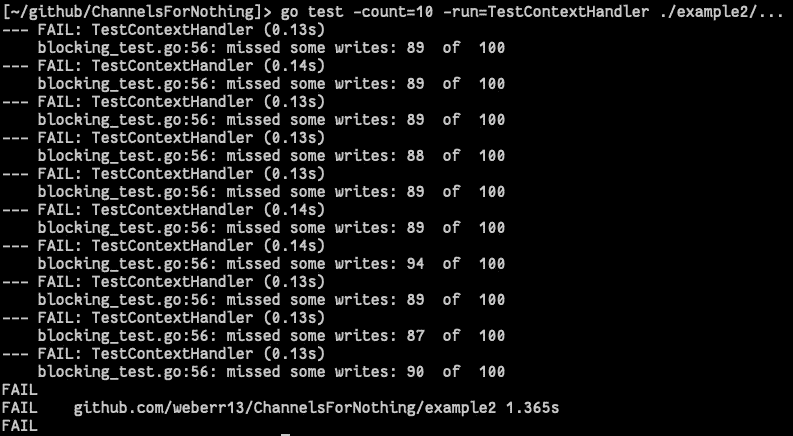 [~/github/ChannelsForNothing]> go test -count=10 -run=TestContextHandler ./example2/...
--- FAIL: TestContextHandler (0.13s)
    blocking_test.go:56: missed some writes: 89  of  100
--- FAIL: TestContextHandler (0.14s)
    blocking_test.go:56: missed some writes: 89  of  100
--- FAIL: TestContextHandler (0.13s)
    blocking_test.go:56: missed some writes: 89  of  100
--- FAIL: TestContextHandler (0.13s)
    blocking_test.go:56: missed some writes: 88  of  100
--- FAIL: TestContextHandler (0.13s)
    blocking_test.go:56: missed some writes: 89  of  100
--- FAIL: TestContextHandler (0.14s)
    blocking_test.go:56: missed some writes: 89  of  100
--- FAIL: TestContextHandler (0.14s)
    blocking_test.go:56: missed some writes: 94  of  100
--- FAIL: TestContextHandler (0.13s)
    blocking_test.go:56: missed some writes: 89  of  100
--- FAIL: TestContextHandler (0.13s)
    blocking_test.go:56: missed some writes: 87  of  100
--- FAIL: TestContextHandler (0.13s)
    blocking_test.go:56: missed some writes: 90  of  100
FAIL
FAIL    github.com/weberr13/ChannelsForNothing/example2 1.365s
FAIL